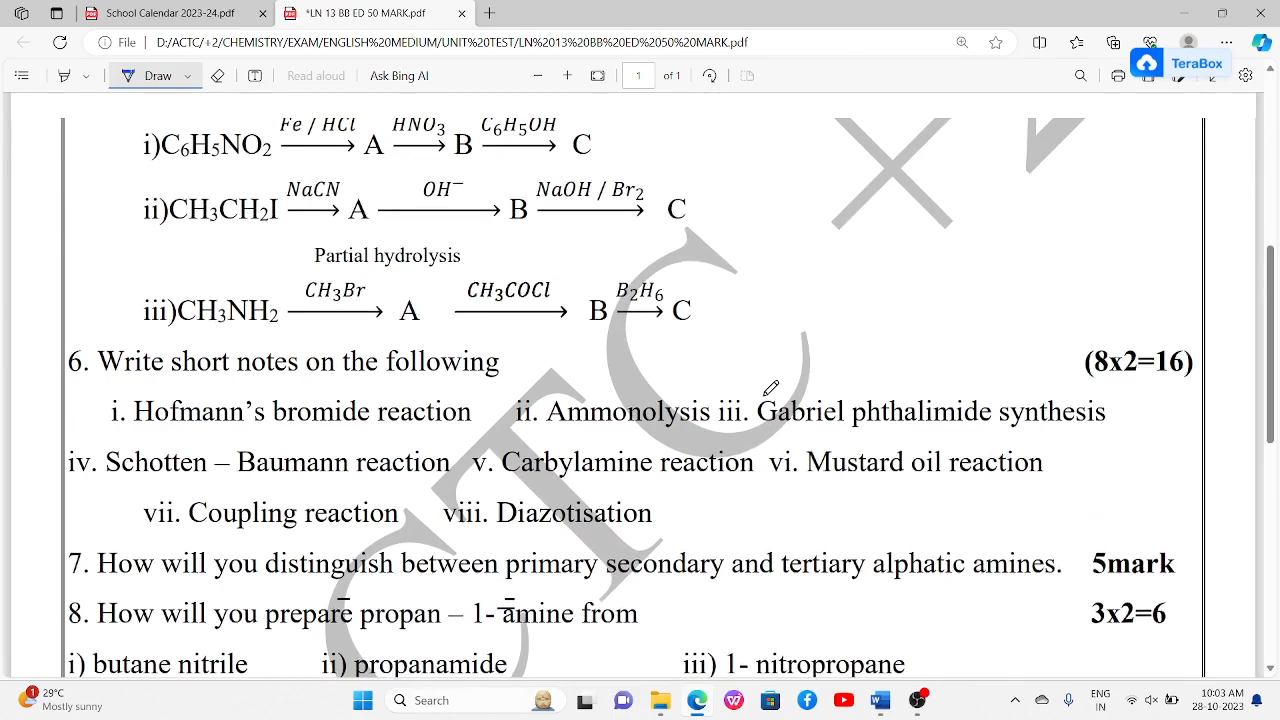 School Calendar 2023-24.pdf
*LN 13 BB ED 50 MARK.pdf
File D:/ACTC/+2/CHEMISTRY/EXAM/ENGLISH%20MEDIUM/UNIT TEST/LN%2013%20BB%20ED%2050%20MARK.pdf
TeraBox
Draw Read aloud Ask Bing AI 1 of 1
i)C₆H₅NO₂ Fe / HCl A HNO₃ B C₆H₅OH C
ii)CH₃CH₂I NaCN A OH⁻ B NaOH / Br₂ C
Partial hydrolysis
iii)CH₃NH₂ CH₃Br A CH₃COCl B B₂H₆ C
6. Write short notes on the following (8x2=16)
i. Hofmann’s bromide reaction ii. Ammonolysis iii. Gabriel phthalimide synthesis
iv. Schotten – Baumann reaction v. Carbylamine reaction vi. Mustard oil reaction
vii. Coupling reaction viii. Diazotisation
7. How will you distinguish between primary secondary and tertiary alphatic amines. 5mark
8. How will you prepare propan – 1- amine from 3x2=6
i) butane nitrile ii) propanamide iii) 1- nitropropane
CTC
1
29°C
Mostly sunny
Search
ENG
IN
10:03 AM
28-10-2023